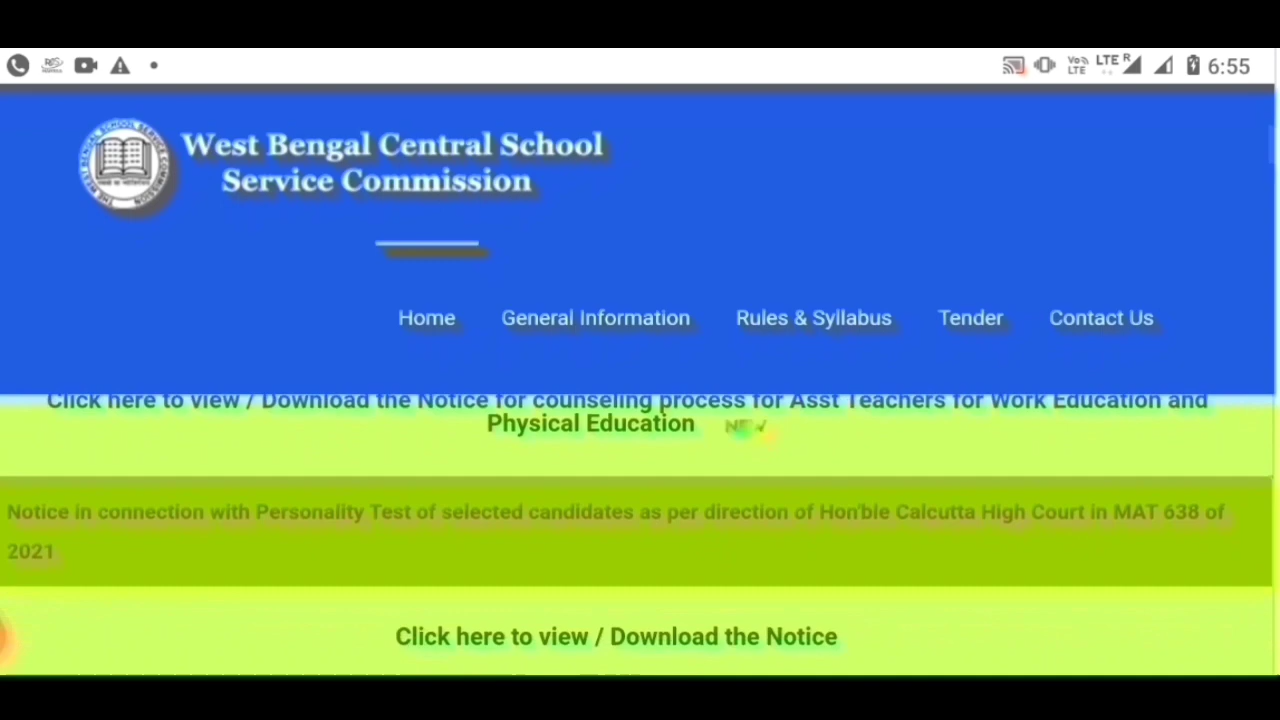 6:55
West Bengal Central School
Service Commission
Home General Information Rules & Syllabus Tender Contact Us
Click here to view / Download the Notice for counseling process for Asst Teachers for Work Education and
Physical Education NEW
Notice in connection with Personality Test of selected candidates as per direction of Hon'ble Calcutta High Court in MAT 638 of
2021
Click here to view / Download the Notice